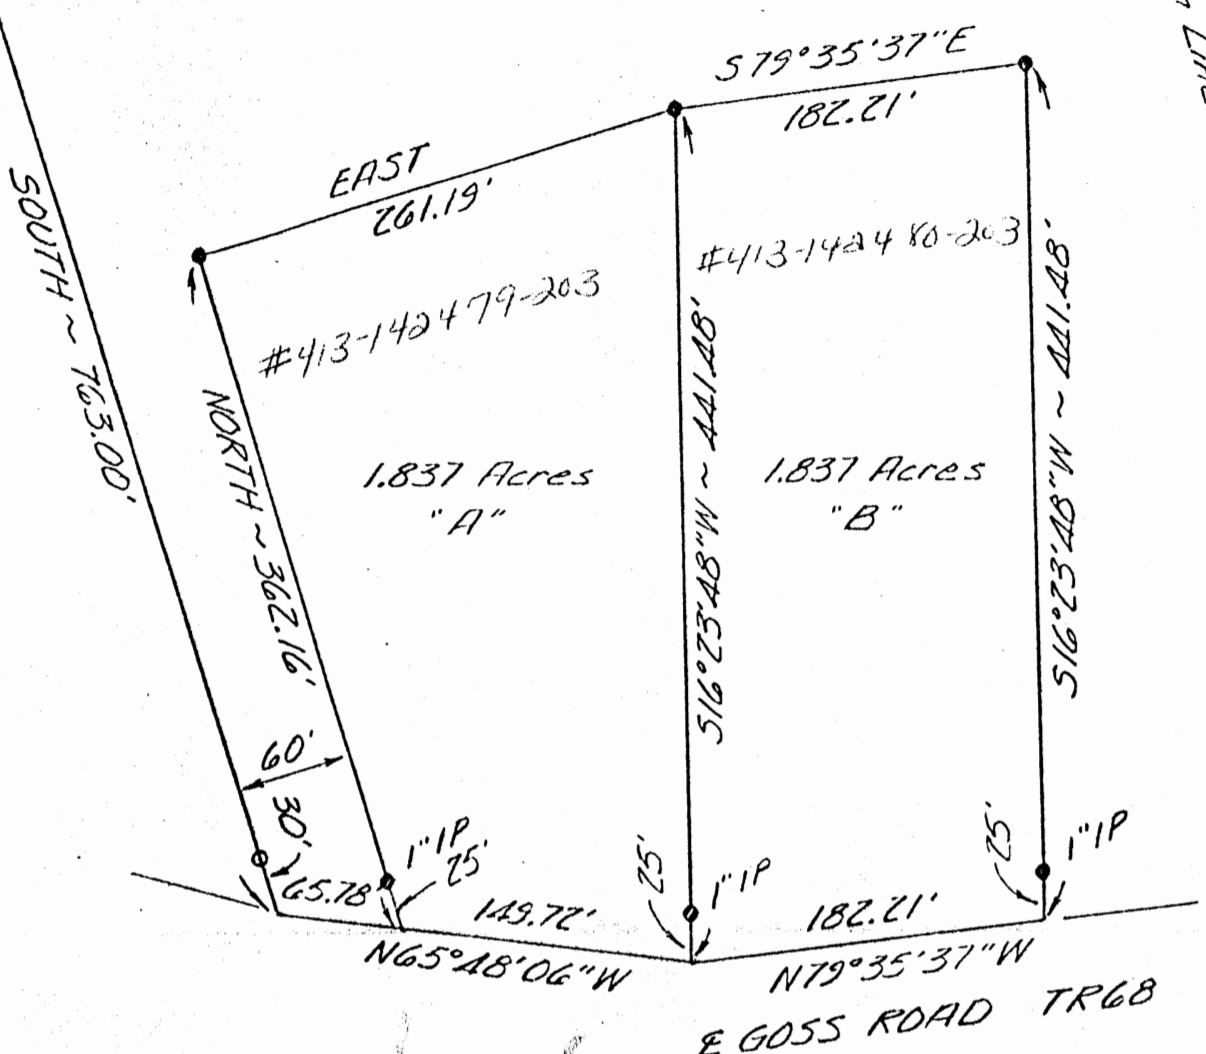 LINE
S79°35'37"E
182.21'
EAST
261.19'
SOUTH ~ 763.00'
#413-142479-203
#413-142480-203
NORTH ~ 362.16'
1.837 Acres
"A"
S16°23'48"W ~ 441.48'
1.837 Acres
"B"
S16°23'48"W ~ 441.48'
60'
30'
65.78'
1"IP
25'
149.72'
N65°48'06"W
25'
1"IP
182.21'
N79°35'37"W
25'
1"IP
℄ GOSS ROAD TR68